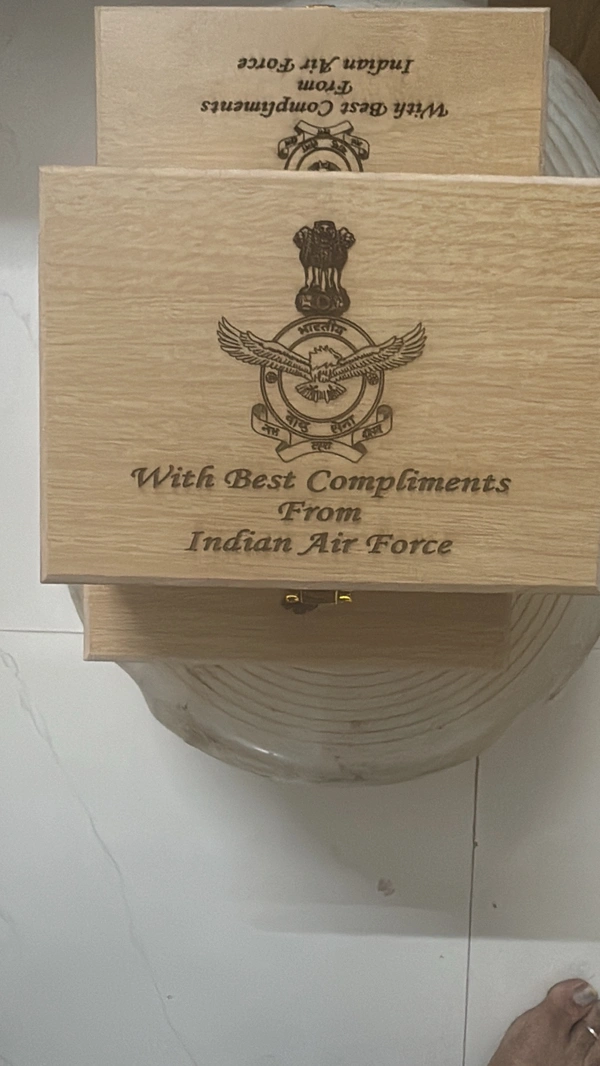 With Best Compliments
From
Indian Air Force
भारतीय
वायु सेना
With Best Compliments
From
Indian Air Force